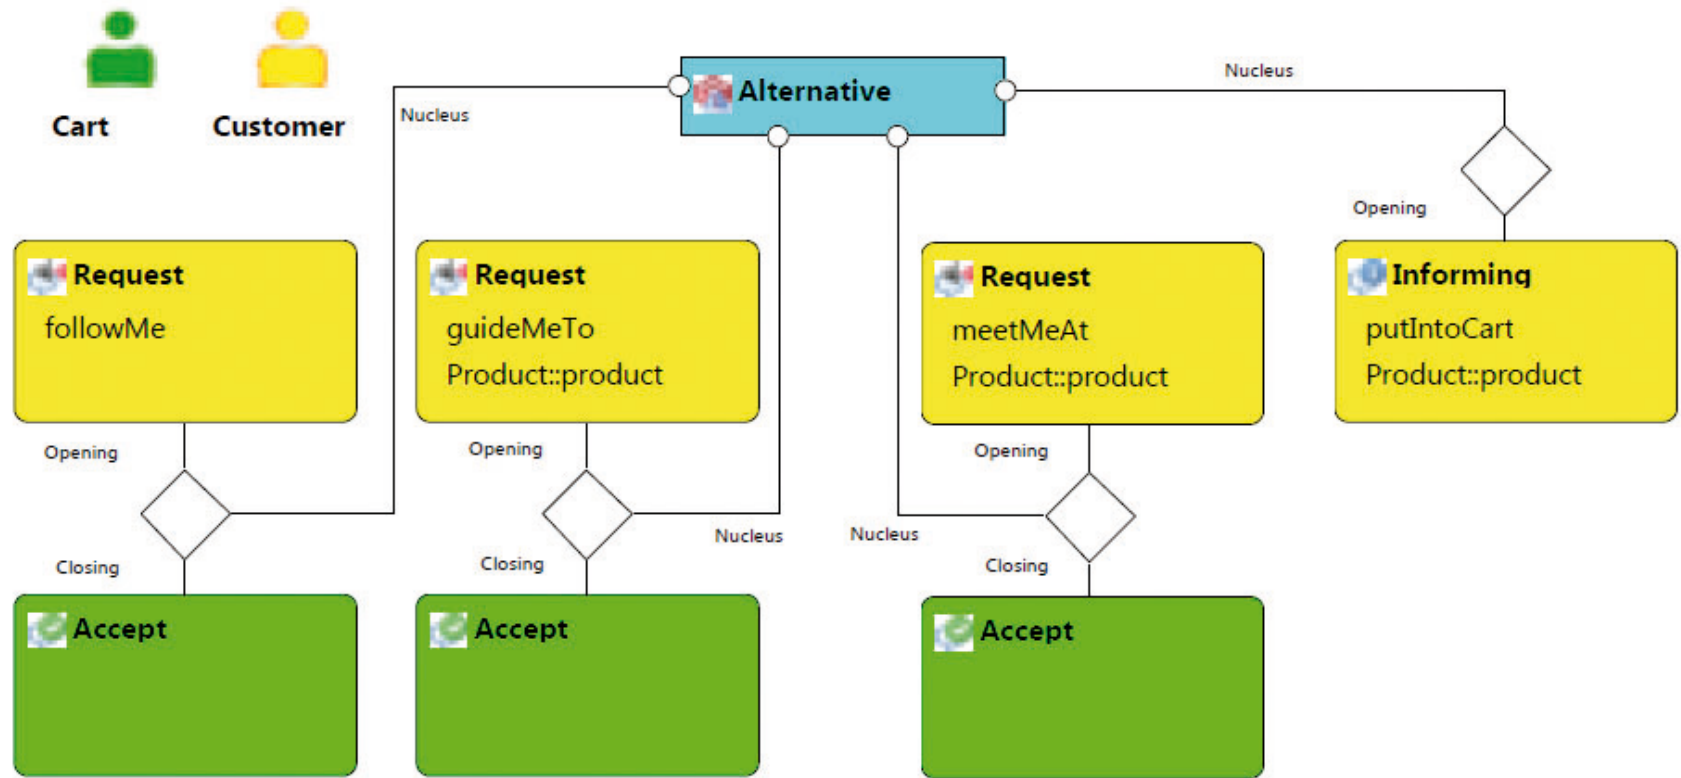 Cart
Customer
Nucleus
Alternative
Nucleus
Opening
Request
followMe
Request
guideMeTo
Product::product
Request
meetMeAt
Product::product
Informing
putIntoCart
Product::product
Opening
Opening
Opening
Nucleus
Nucleus
Closing
Closing
Closing
Accept
Accept
Accept